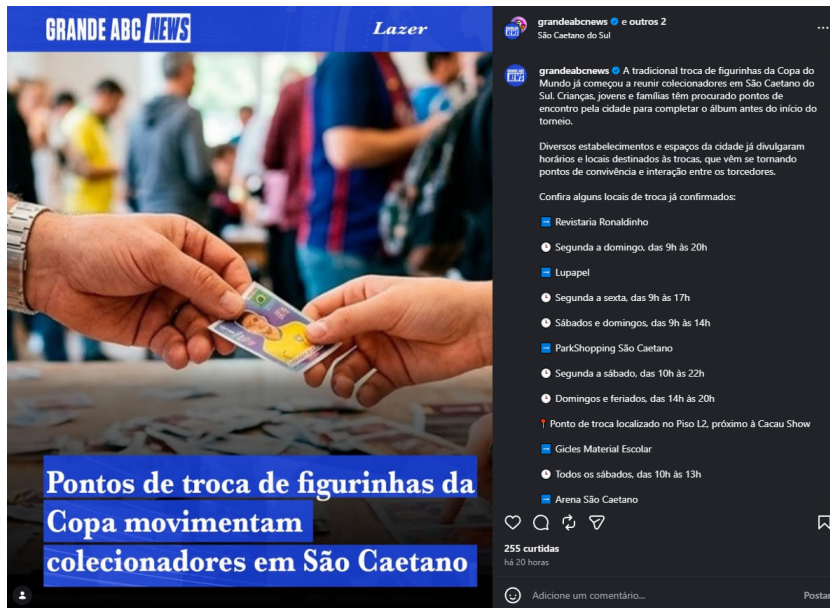 GRANDE ABC NEWS
Lazer
Pontos de troca de figurinhas da
Copa movimentam
colecionadores em São Caetano
grandeabcnews e outros 2
São Caetano do Sul
grandeabcnews A tradicional troca de figurinhas da Copa do
Mundo já começou a reunir colecionadores em São Caetano do
Sul. Crianças, jovens e famílias têm procurado pontos de
encontro pela cidade para completar o álbum antes do início do
torneio.
Diversos estabelecimentos e espaços da cidade já divulgaram
horários e locais destinados às trocas, que vêm se tornando
pontos de convivência e interação entre os torcedores.
Confira alguns locais de troca já confirmados:
➡️ Revistaria Ronaldinho
🕒 Segunda a domingo, das 9h às 20h
➡️ Lupapel
🕒 Segunda a sexta, das 9h às 17h
🕒 Sábados e domingos, das 9h às 14h
➡️ ParkShopping São Caetano
🕒 Segunda a sábado, das 10h às 22h
🕒 Domingos e feriados, das 14h às 20h
📍 Ponto de troca localizado no Piso L2, próximo à Cacau Show
➡️ Gicles Material Escolar
🕒 Todos os sábados, das 10h às 13h
➡️ Arena São Caetano
255 curtidas
há 20 horas
Adicione um comentário...
Postar